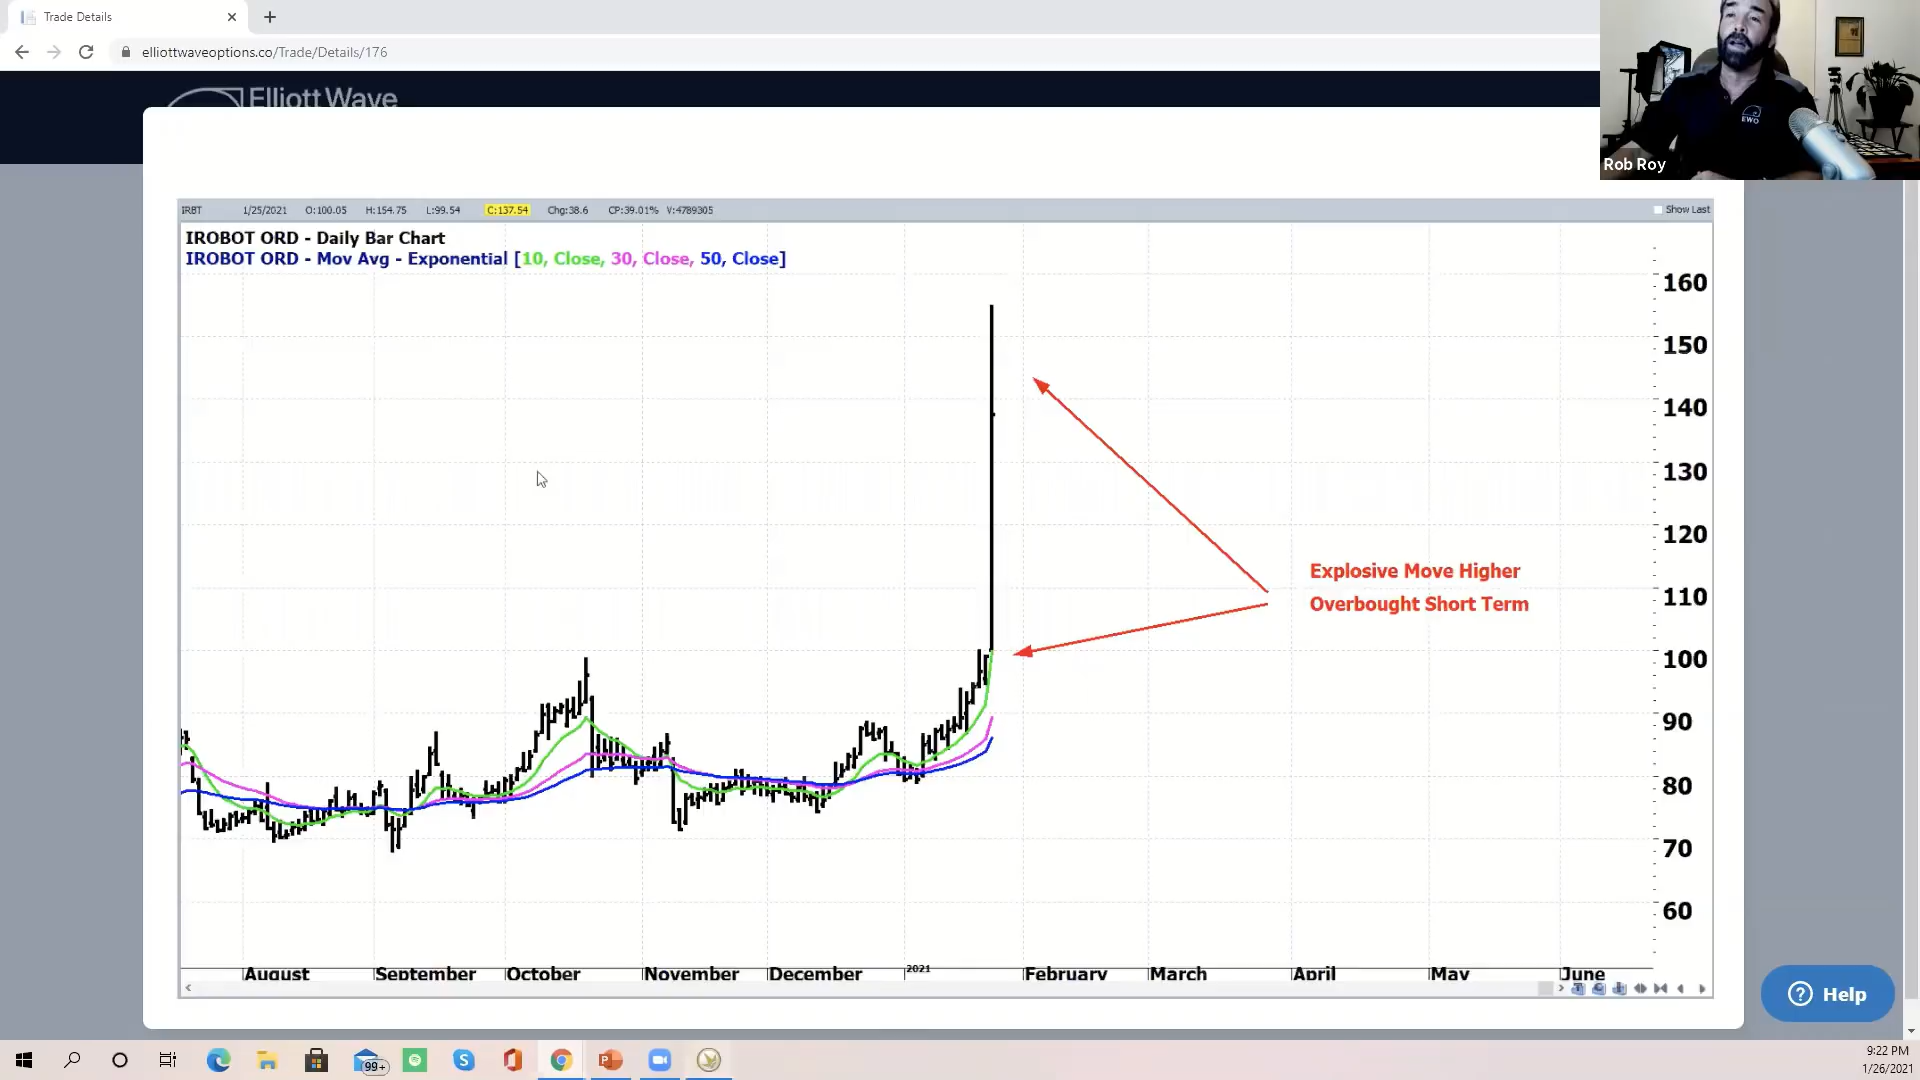 Trade Details
elliottwaveoptions.co/Trade/Details/176
Elliott Wave
EWO
Rob Roy
IRBT 1/25/2021 O:100.05 H:154.75 L:99.54 C:137.54 Chg:38.6 CP:39.01% V:4789305
Show Last
IROBOT ORD - Daily Bar Chart
IROBOT ORD - Mov Avg - Exponential [10, Close, 30, Close, 50, Close]
160
150
140
130
120
Explosive Move Higher
110
Overbought Short Term
100
90
80
70
60
August September October November December 2021 February March April May June
Help
99+
9:22 PM
1/26/2021